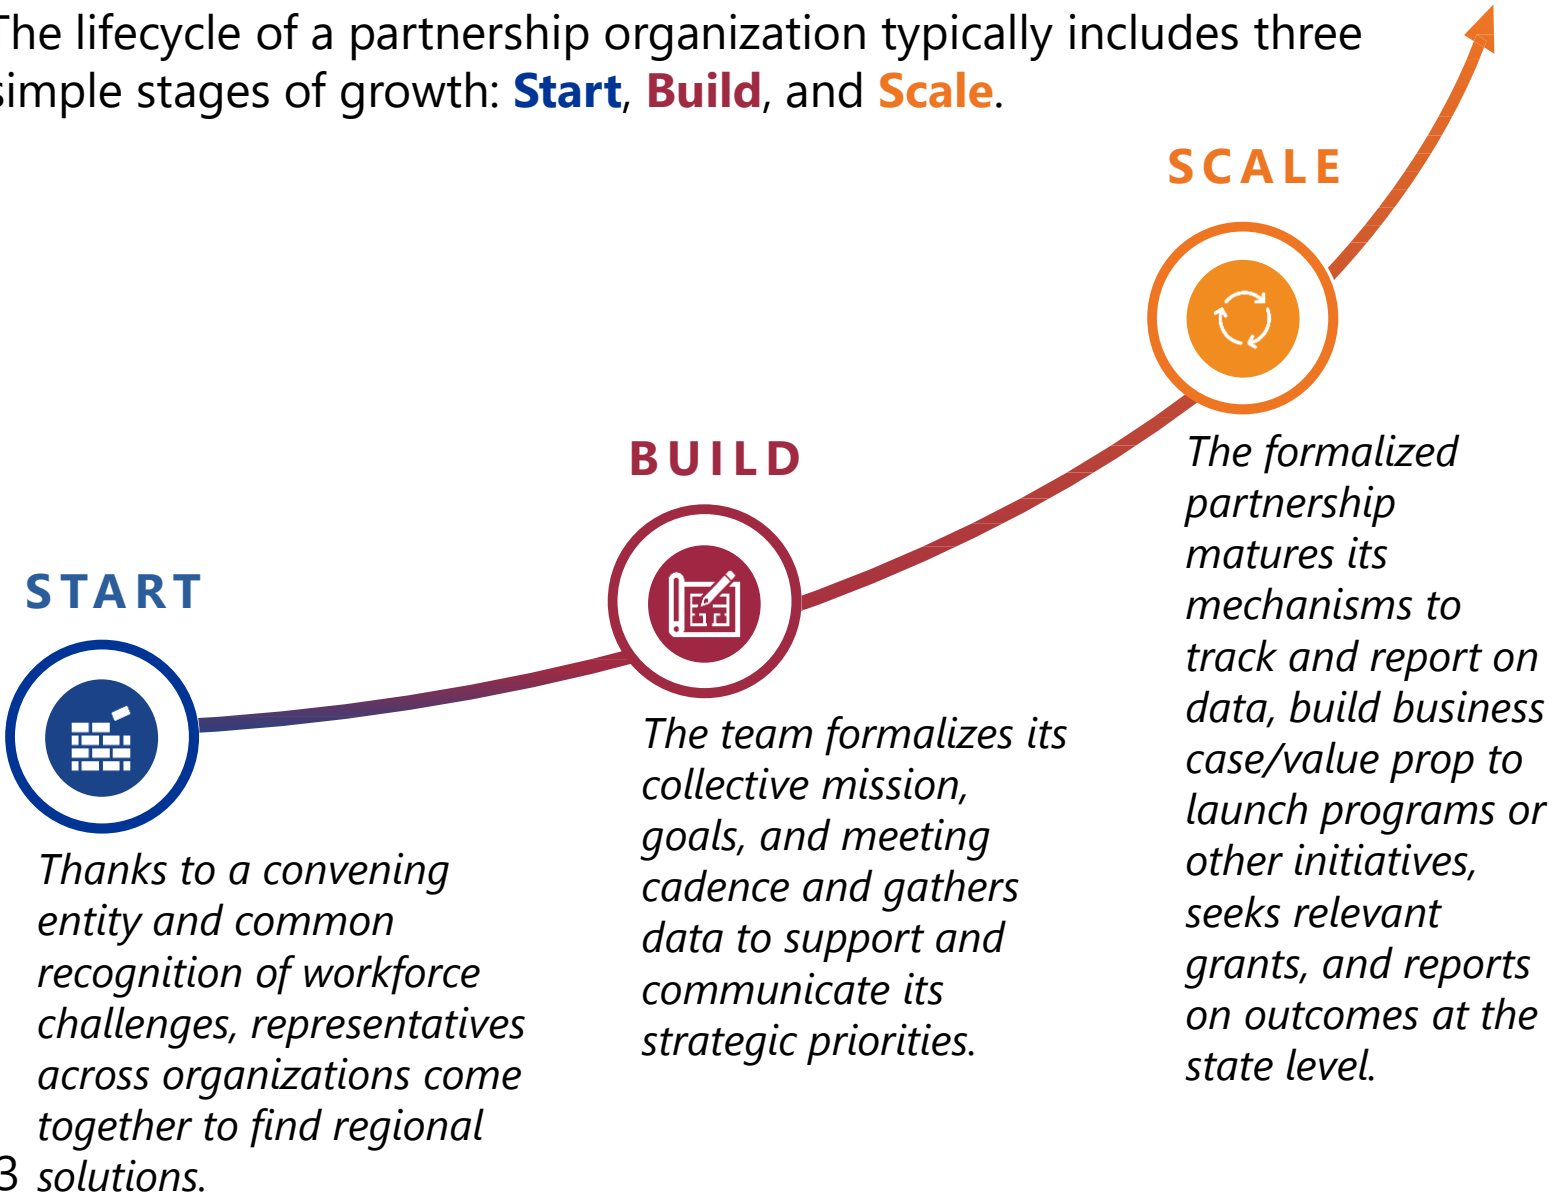 The lifecycle of a partnership organization typically includes three
simple stages of growth: Start, Build, and Scale.
SCALE
The formalized
partnership
matures its
mechanisms to
track and report on
data, build business
case/value prop to
launch programs or
other initiatives,
seeks relevant
grants, and reports
on outcomes at the
state level.
BUILD
The team formalizes its
collective mission,
goals, and meeting
cadence and gathers
data to support and
communicate its
strategic priorities.
START
Thanks to a convening
entity and common
recognition of workforce
challenges, representatives
across organizations come
together to find regional
solutions.
3